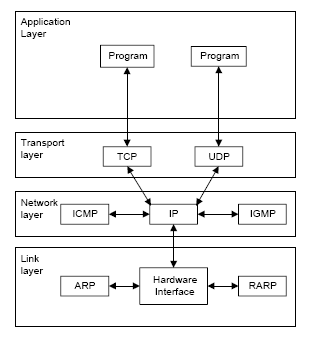 Application
Layer
Program
Program
Transport
layer
TCP
UDP
Network
layer
ICMP
IP
IGMP
Link
layer
ARP
Hardware
Interface
RARP